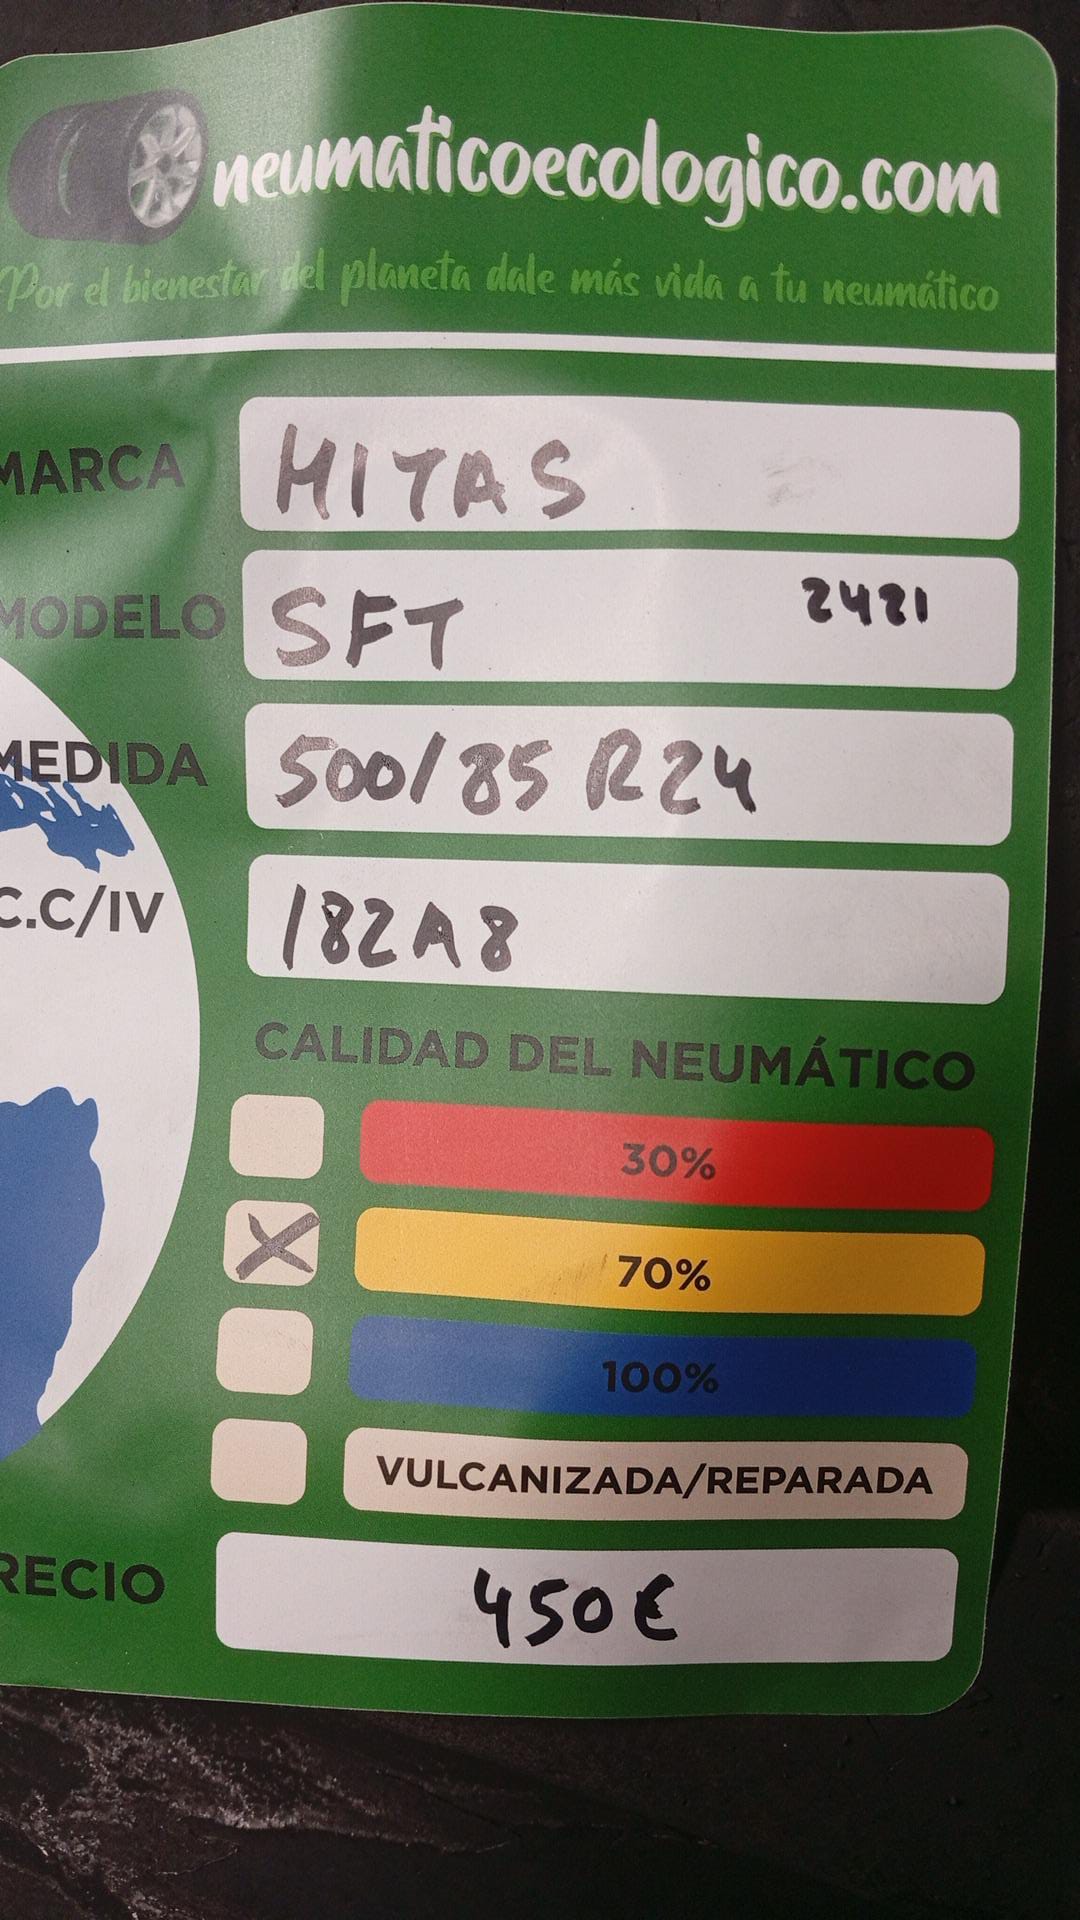 neumaticoecologico.com
Por el bienestar del planeta dale más vida a tu neumático
MARCA MITAS
MODELO SFT 2421
MEDIDA 500/85 R24
C.C/IV 182A8
CALIDAD DEL NEUMÁTICO
30%
X 70%
100%
VULCANIZADA/REPARADA
RECIO 450€